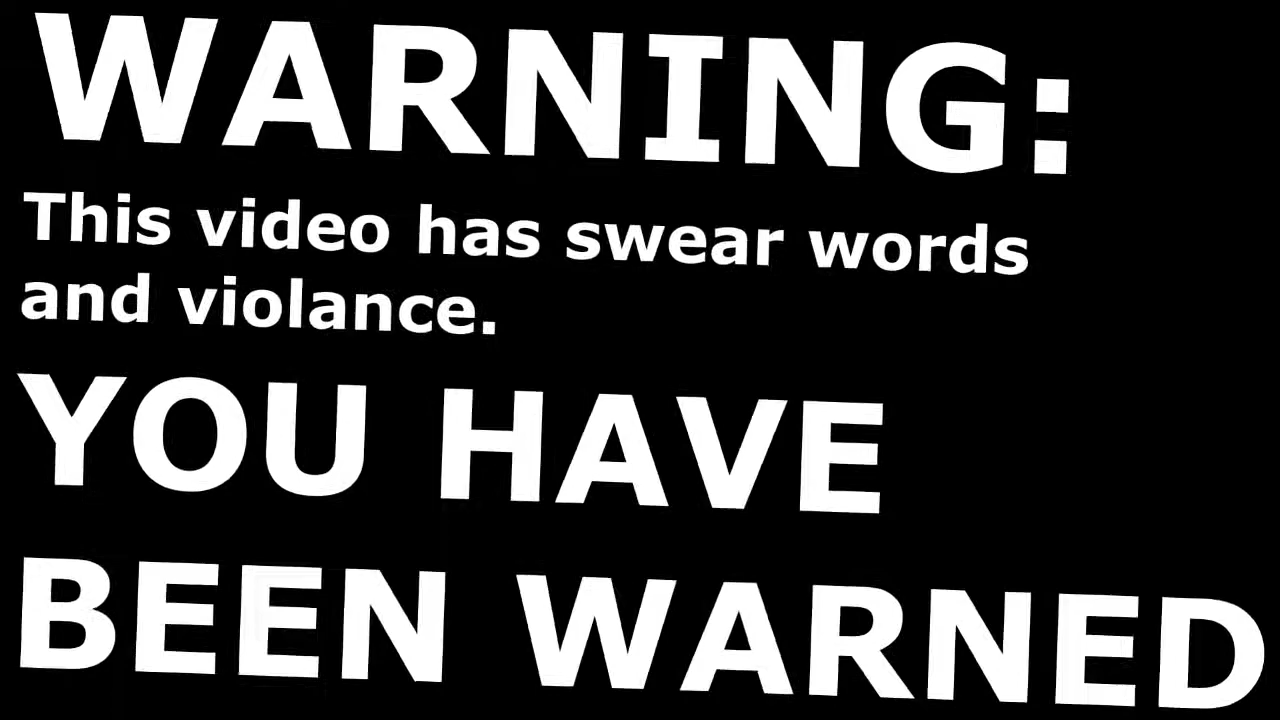 WARNING:
This video has swear words
and violance.
YOU HAVE
BEEN WARNED